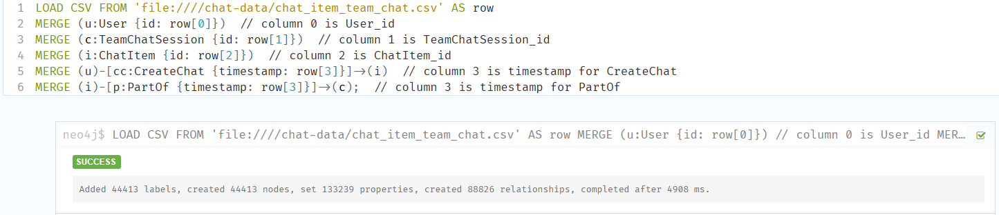 1 LOAD CSV FROM 'file:////chat-data/chat_item_team_chat.csv' AS row
2 MERGE (u:User {id: row[0]}) // column 0 is User_id
3 MERGE (c:TeamChatSession {id: row[1]}) // column 1 is TeamChatSession_id
4 MERGE (i:ChatItem {id: row[2]}) // column 2 is ChatItem_id
5 MERGE (u)-[cc:CreateChat {timestamp: row[3]}]->(i) // column 3 is timestamp for CreateChat
6 MERGE (i)-[p:PartOf {timestamp: row[3]}]->(c); // column 3 is timestamp for PartOf
neo4j$ LOAD CSV FROM 'file:////chat-data/chat_item_team_chat.csv' AS row MERGE (u:User {id: row[0]}) // column 0 is User_id MER…
SUCCESS
Added 44413 labels, created 44413 nodes, set 133239 properties, created 88826 relationships, completed after 4908 ms.